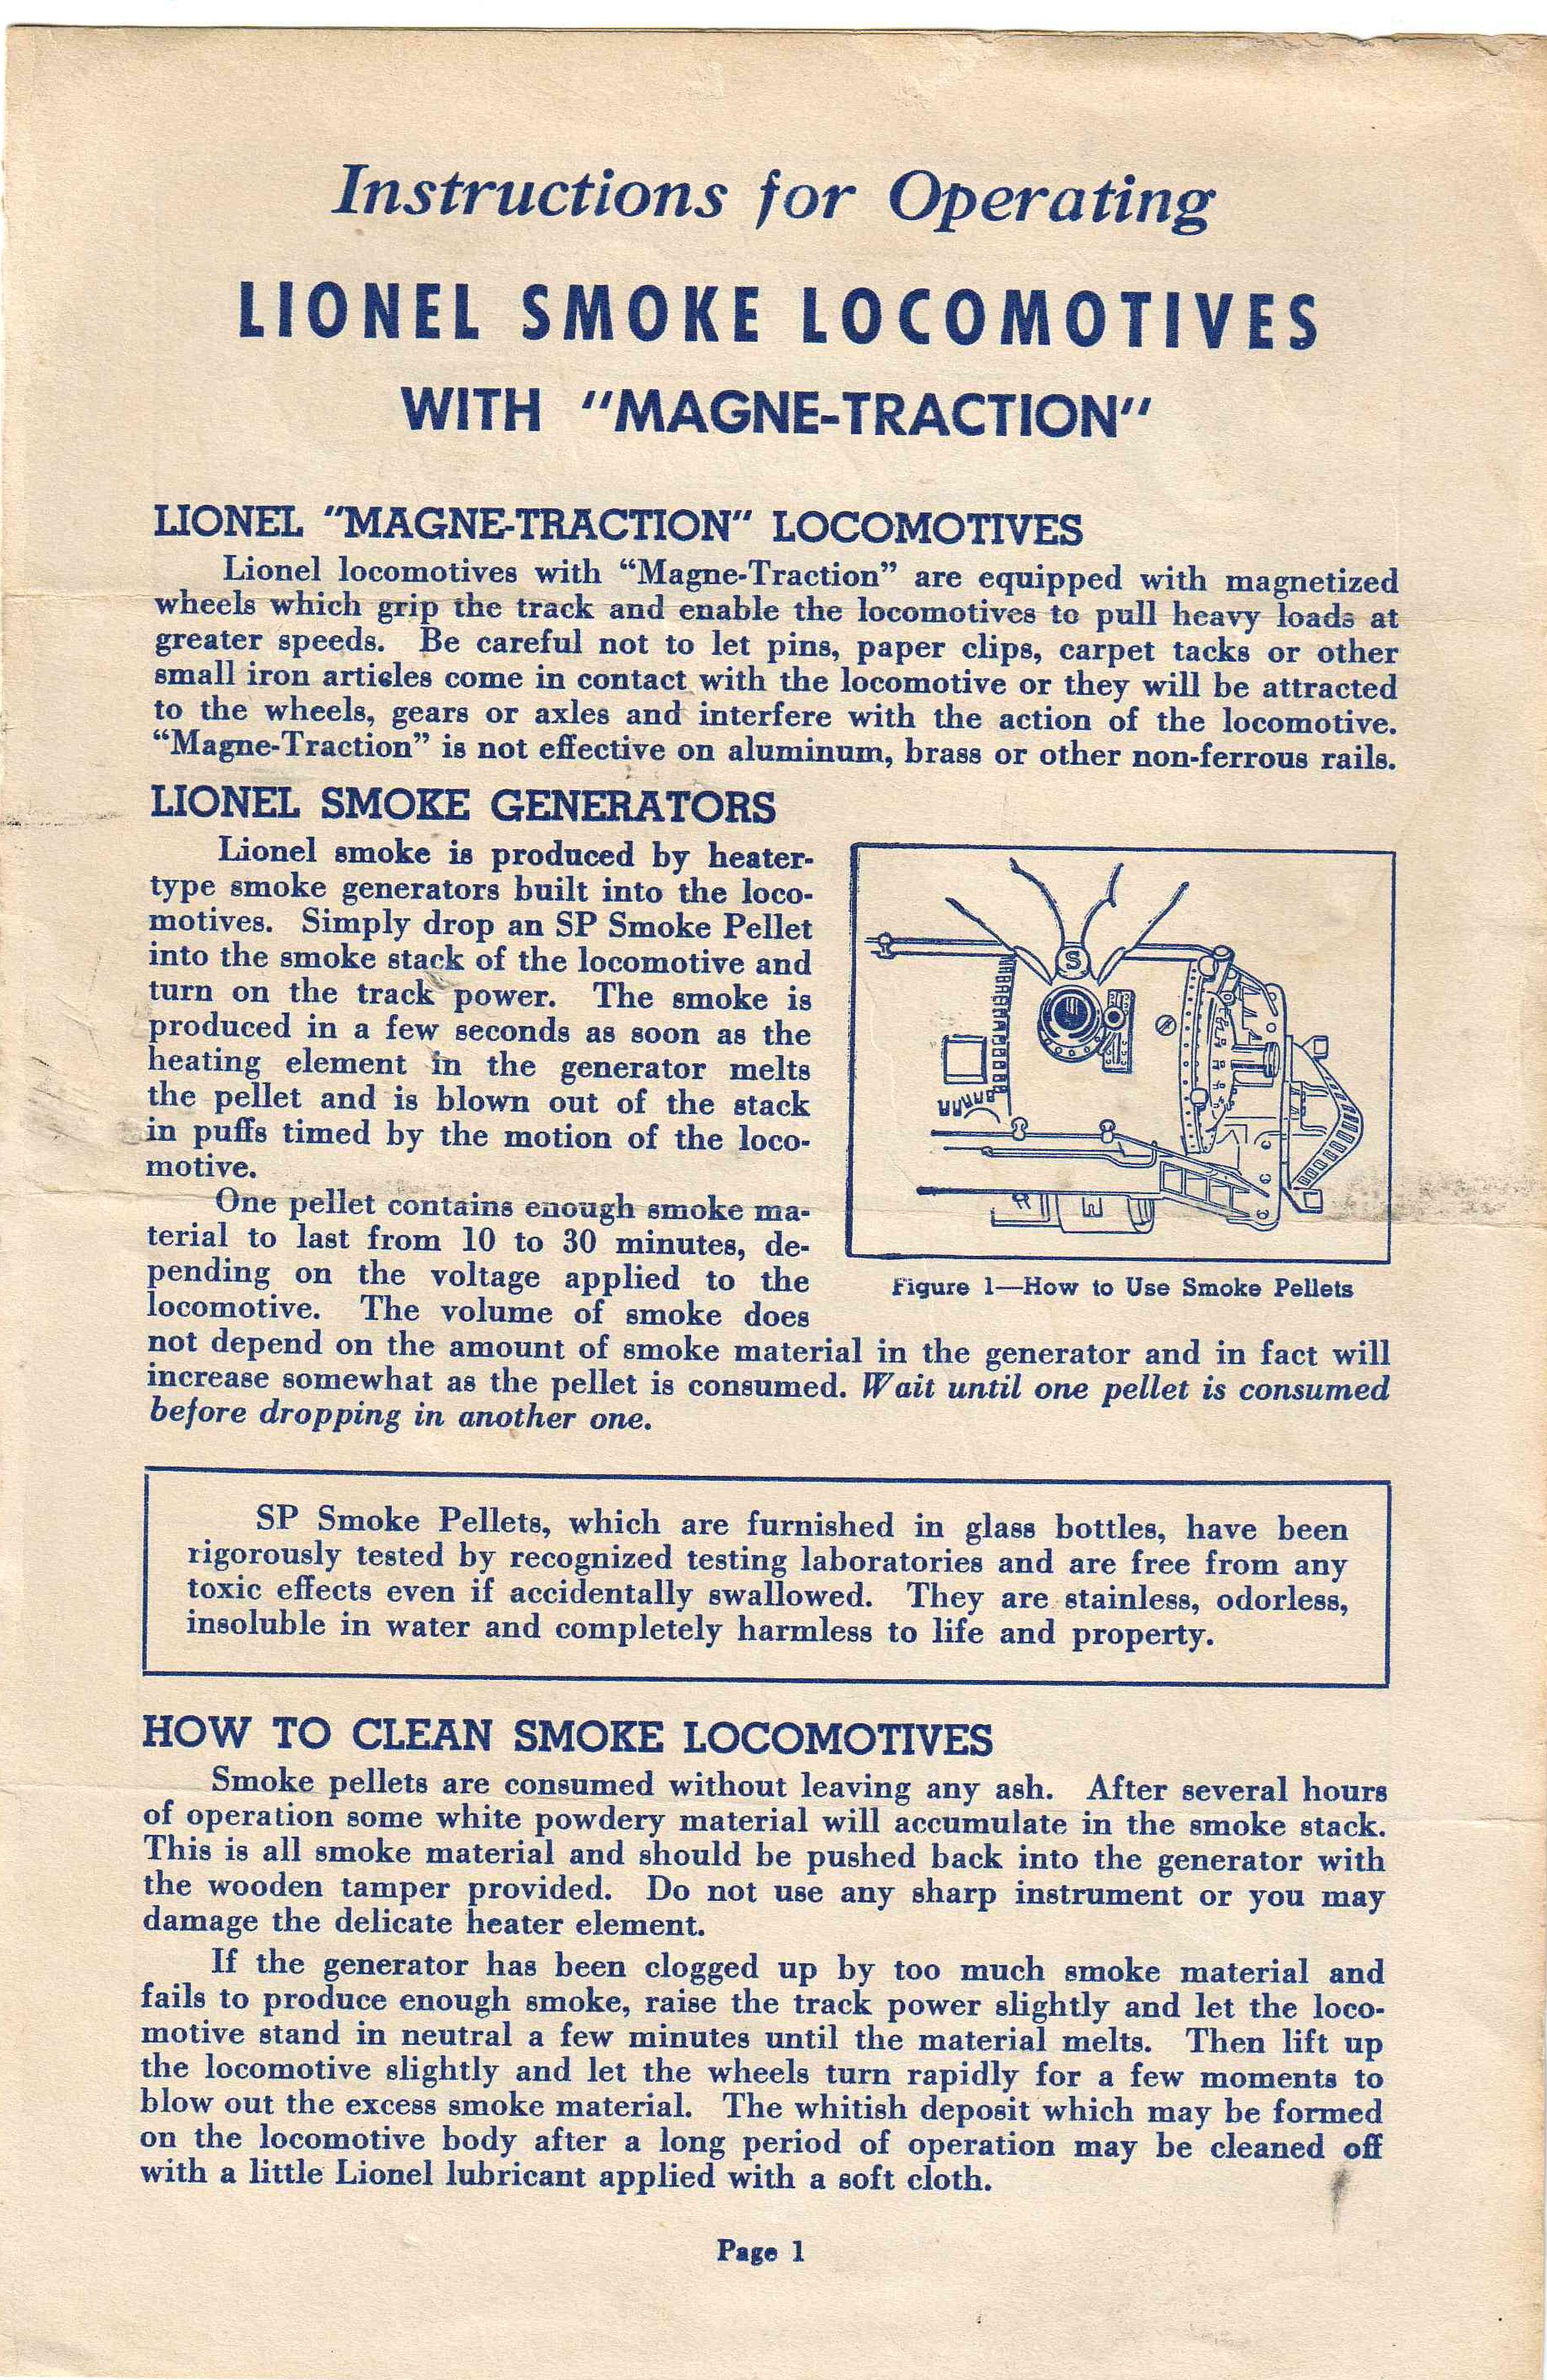 Instructions for Operating
LIONEL SMOKE LOCOMOTIVES
WITH "MAGNE-TRACTION"
LIONEL "MAGNE-TRACTION" LOCOMOTIVES
Lionel locomotives with “Magne-Traction” are equipped with magnetized
wheels which grip the track and enable the locomotives to pull heavy loads at
greater speeds. Be careful not to let pins, paper clips, carpet tacks or other
small iron articles come in contact with the locomotive or they will be attracted
to the wheels, gears or axles and interfere with the action of the locomotive.
“Magne-Traction” is not effective on aluminum, brass or other non-ferrous rails.
LIONEL SMOKE GENERATORS
Lionel smoke is produced by heater-
type smoke generators built into the loco-
motives. Simply drop an SP Smoke Pellet
into the smoke stack of the locomotive and
turn on the track power. The smoke is
produced in a few seconds as soon as the
heating element in the generator melts
the pellet and is blown out of the stack
in puffs timed by the motion of the loco-
motive.
One pellet contains enough smoke ma-
terial to last from 10 to 30 minutes, de-
pending on the voltage applied to the
locomotive. The volume of smoke does
not depend on the amount of smoke material in the generator and in fact will
increase somewhat as the pellet is consumed. Wait until one pellet is consumed
before dropping in another one.
S
Figure 1—How to Use Smoke Pellets
SP Smoke Pellets, which are furnished in glass bottles, have been
rigorously tested by recognized testing laboratories and are free from any
toxic effects even if accidentally swallowed. They are stainless, odorless,
insoluble in water and completely harmless to life and property.
HOW TO CLEAN SMOKE LOCOMOTIVES
Smoke pellets are consumed without leaving any ash. After several hours
of operation some white powdery material will accumulate in the smoke stack.
This is all smoke material and should be pushed back into the generator with
the wooden tamper provided. Do not use any sharp instrument or you may
damage the delicate heater element.
If the generator has been clogged up by too much smoke material and
fails to produce enough smoke, raise the track power slightly and let the loco-
motive stand in neutral a few minutes until the material melts. Then lift up
the locomotive slightly and let the wheels turn rapidly for a few moments to
blow out the excess smoke material. The whitish deposit which may be formed
on the locomotive body after a long period of operation may be cleaned off
with a little Lionel lubricant applied with a soft cloth.
Page 1